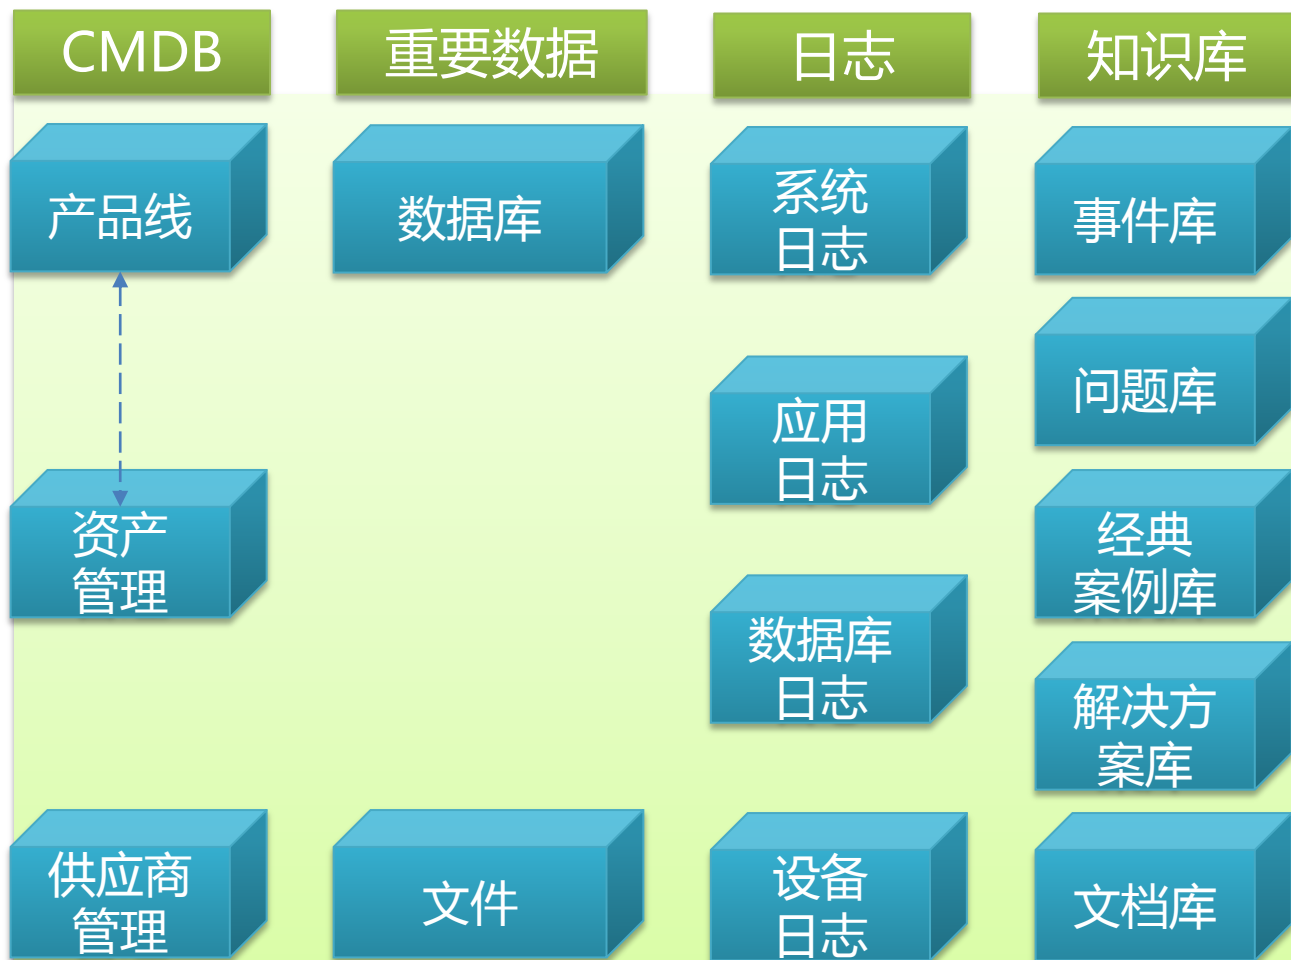 CMDB
重要数据
日志
知识库
产品线
数据库
系统
日志
事件库
问题库
应用
日志
资产
管理
经典
案例库
数据库
日志
解决方
案库
供应商
管理
文件
设备
日志
文档库